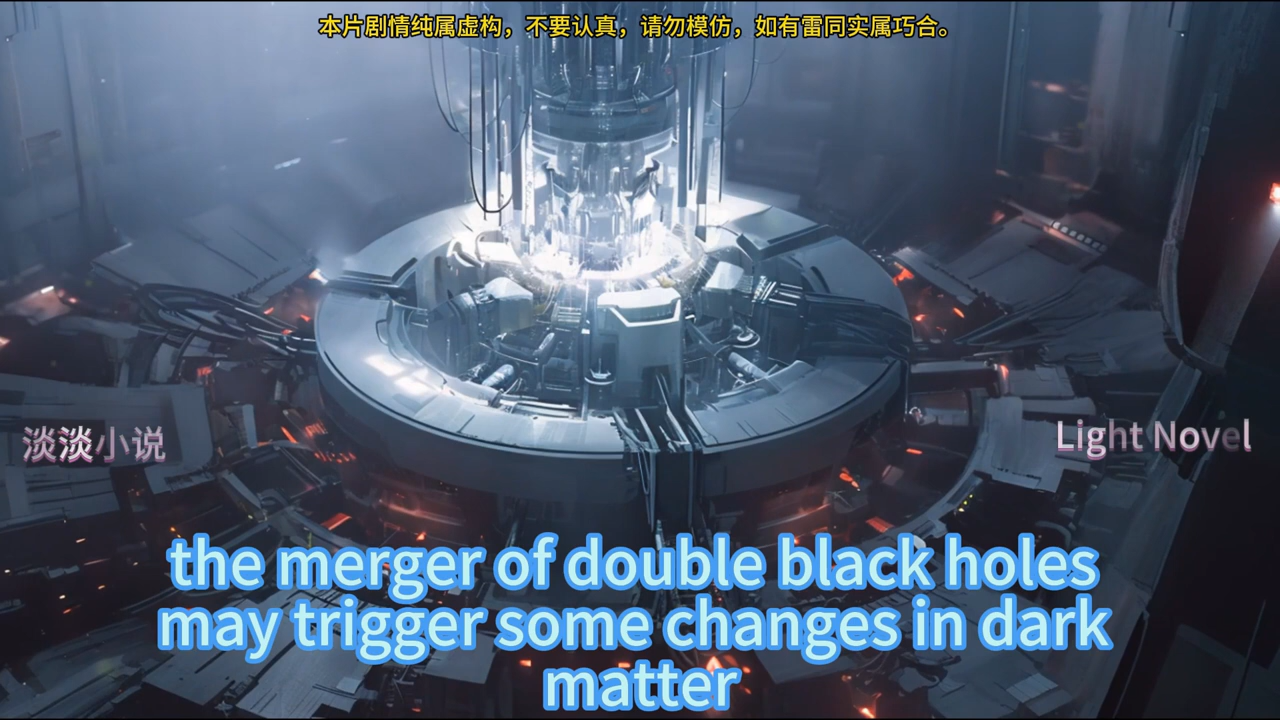 本片剧情纯属虚构，不要认真，请勿模仿，如有雷同实属巧合。
淡淡小说
Light Novel
the merger of double black holes
may trigger some changes in dark
matter